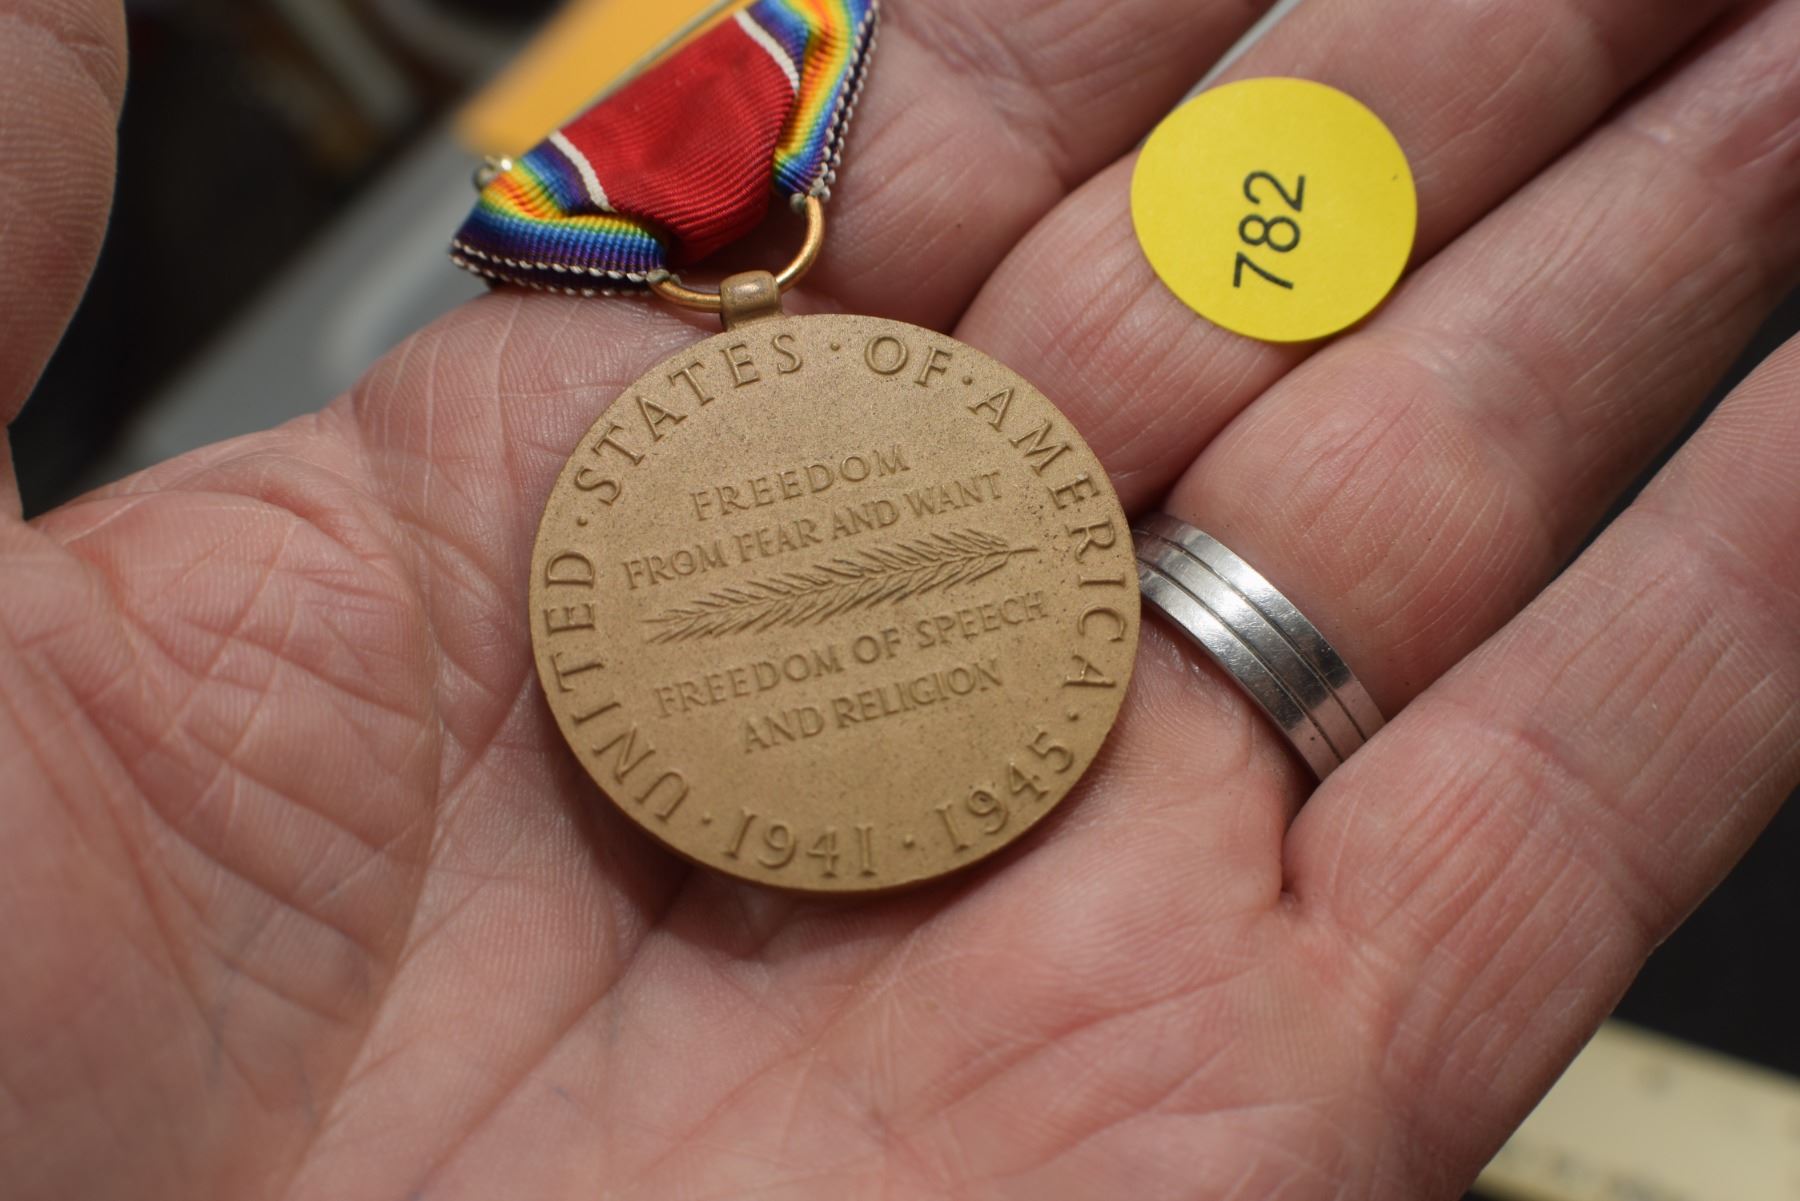 782
UNITED · STATES · OF · AMERICA ·
FREEDOM
FROM FEAR AND WANT
FREEDOM OF SPEECH
AND RELIGION
· 1941 · 1945